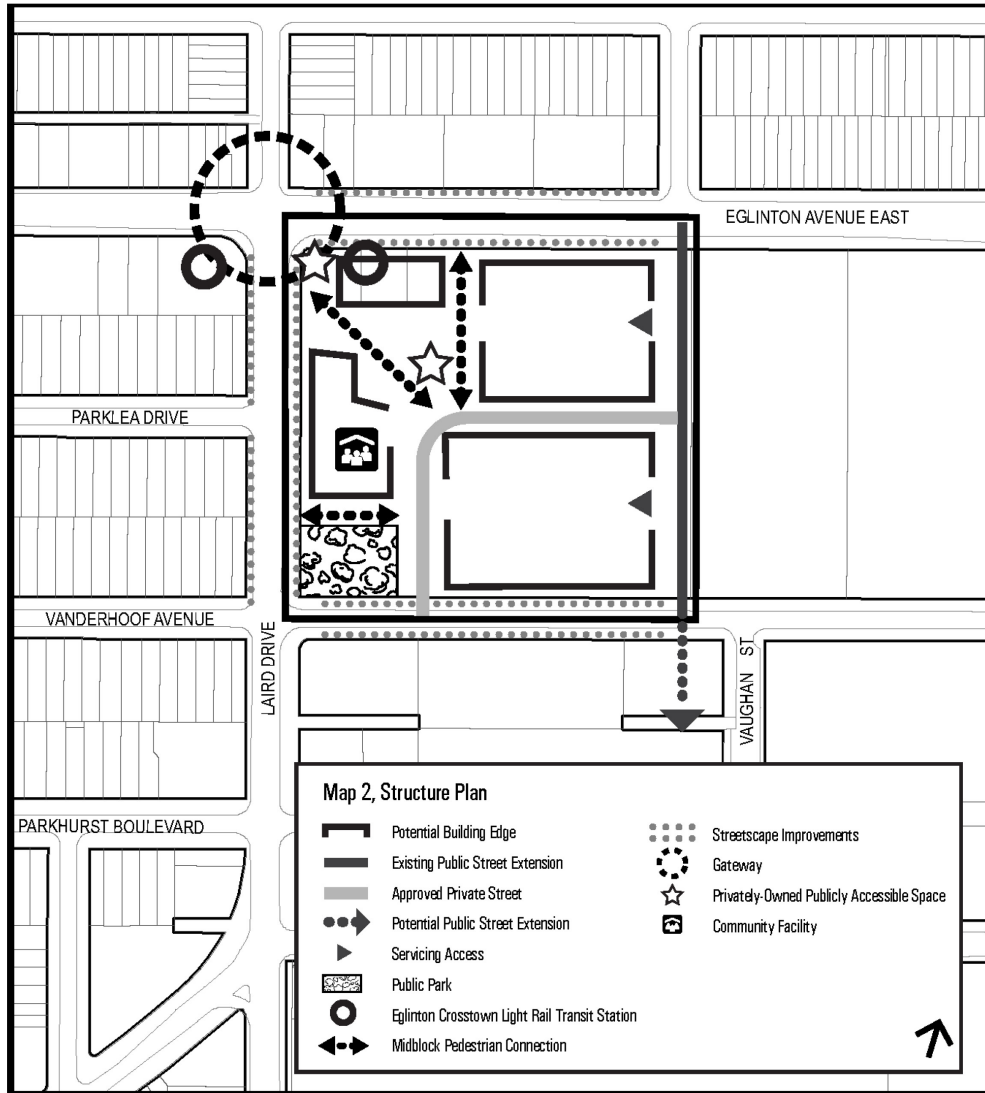 EGLINTON AVENUE EAST
PARKLEA DRIVE
VANDERHOOF AVENUE
LAIRD DRIVE
VAUGHAN ST
PARKHURST BOULEVARD
Map 2, Structure Plan
Potential Building Edge
Existing Public Street Extension
Approved Private Street
Potential Public Street Extension
Servicing Access
Public Park
Eglinton Crosstown Light Rail Transit Station
Midblock Pedestrian Connection
Streetscape Improvements
Gateway
Privately-Owned Publicly Accessible Space
Community Facility